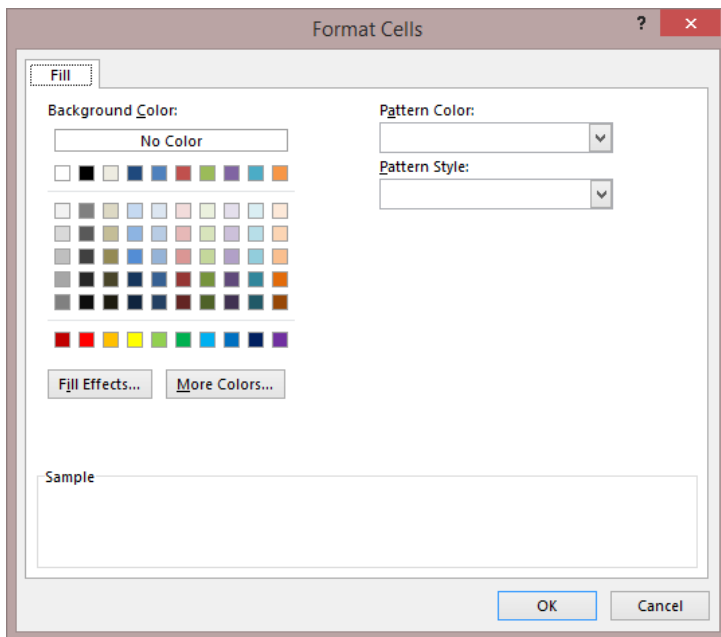 Format Cells ?
Fill
Background Color:
No Color
Pattern Color:
Pattern Style:
Fill Effects...
More Colors...
Sample
OK
Cancel